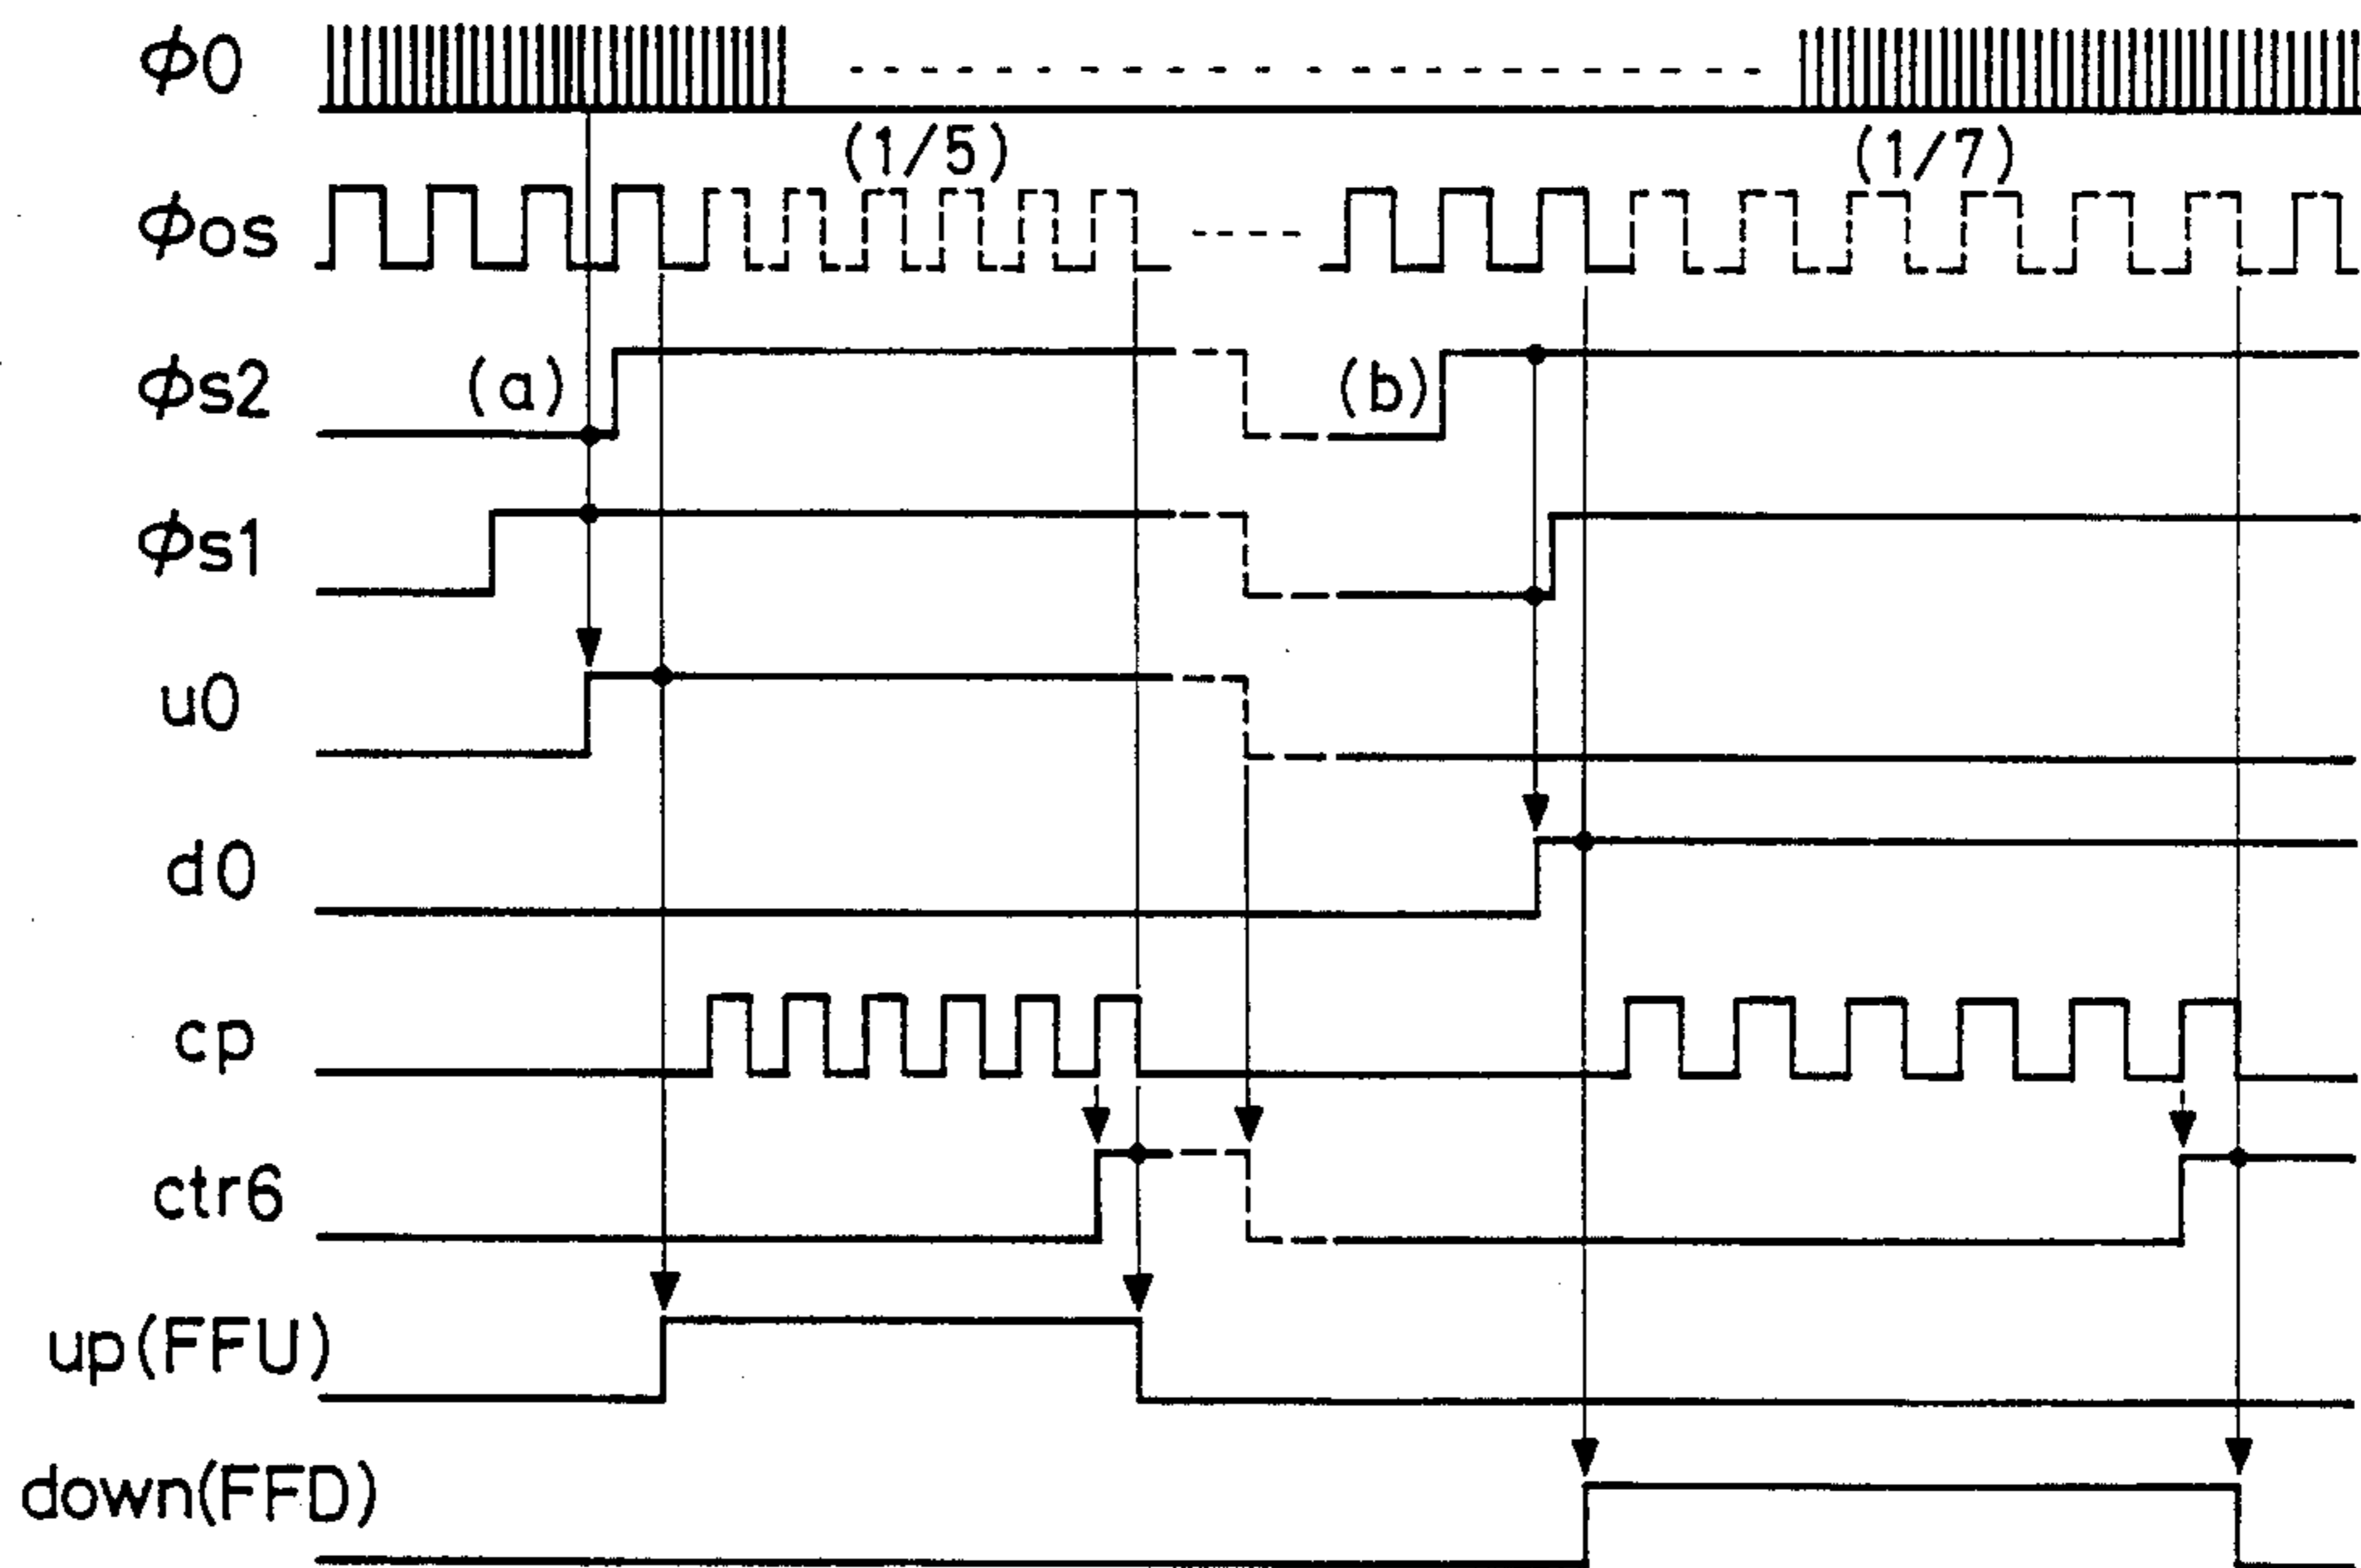 ϕ0
(1/5) (1/7)
ϕos
(a) (b)
ϕs2
ϕs1
u0
d0
cp
ctr6
up(FFU)
down(FFD)